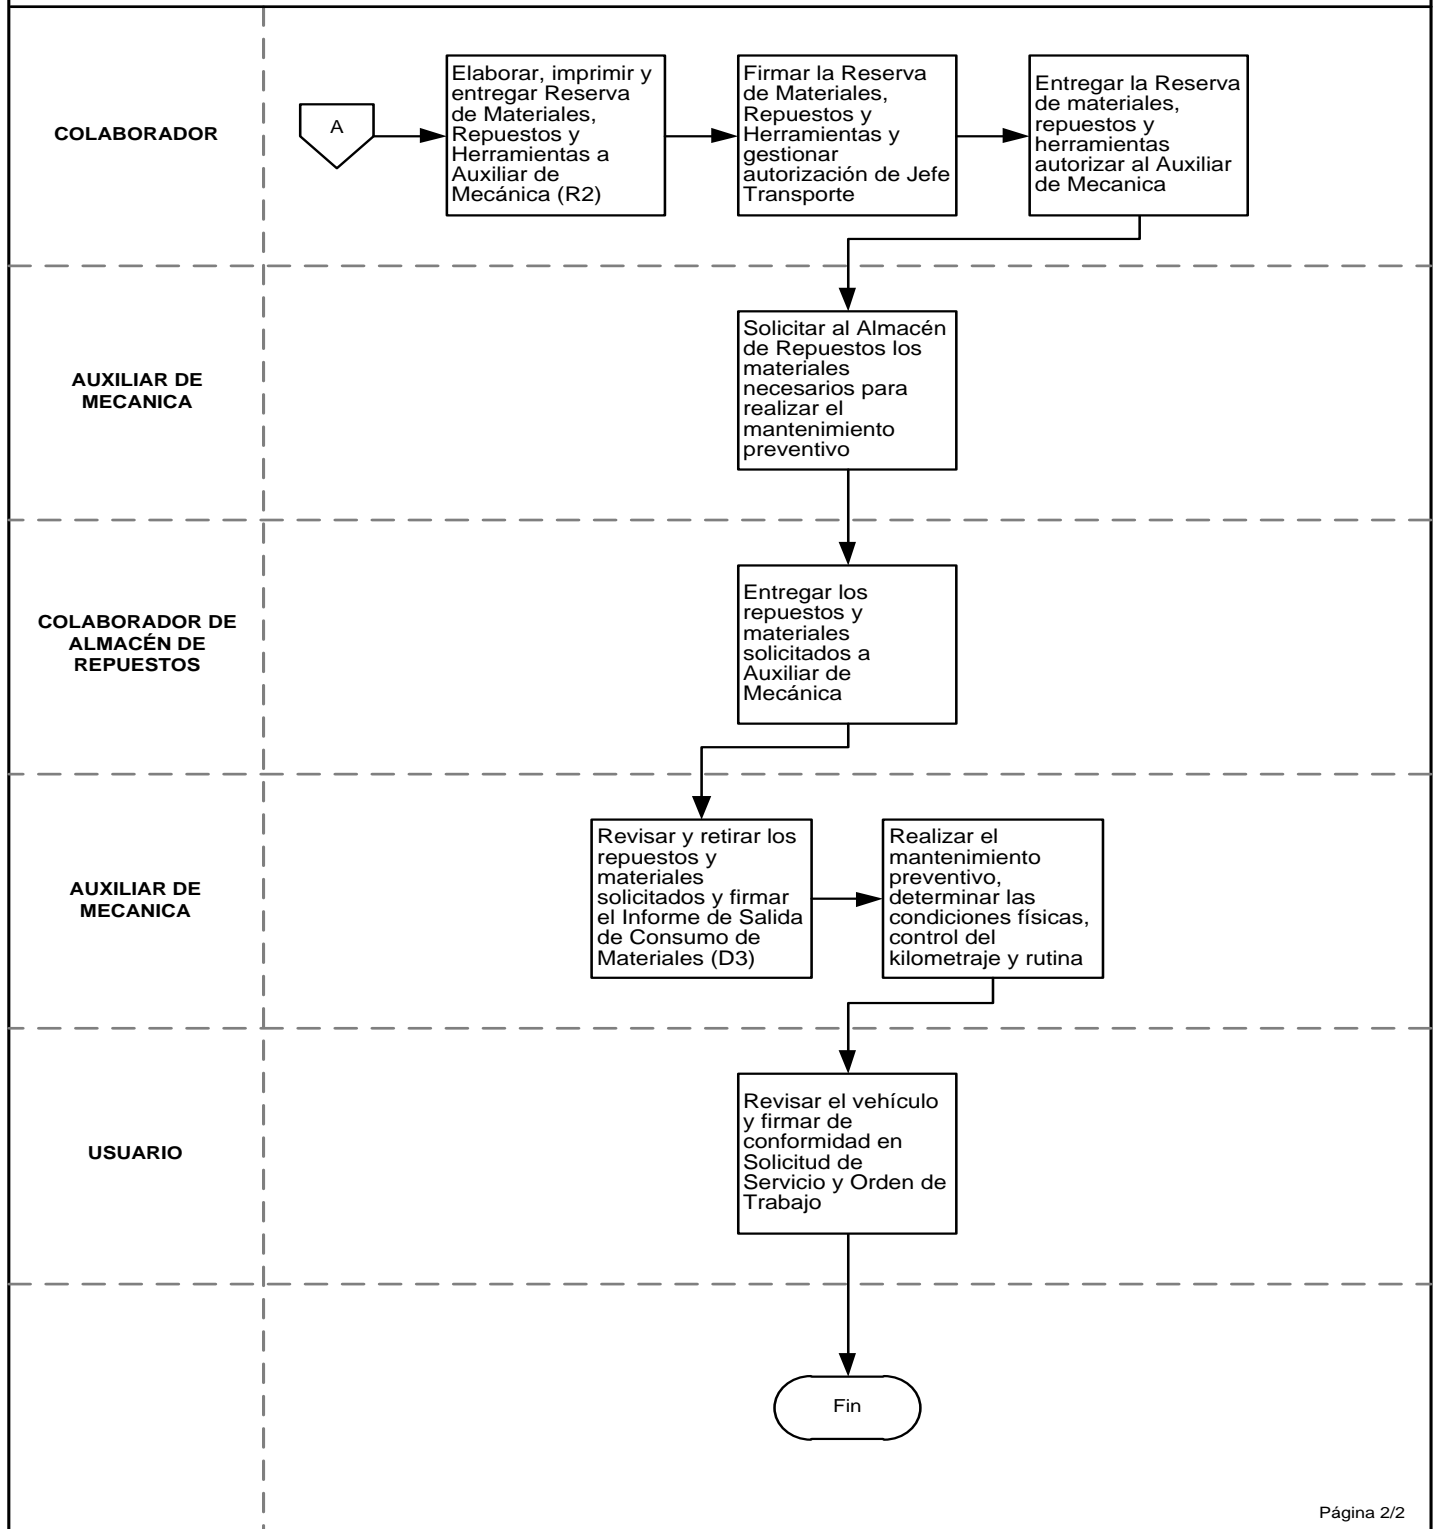 COLABORADOR
A
Elaborar, imprimir y
entregar Reserva
de Materiales,
Repuestos y
Herramientas a
Auxiliar de
Mecánica (R2)
Firmar la Reserva
de Materiales,
Repuestos y
Herramientas y
gestionar
autorización de Jefe
Transporte
Entregar la Reserva
de materiales,
repuestos y
herramientas
autorizar al Auxiliar
de Mecanica
AUXILIAR DE
MECANICA
Solicitar al Almacén
de Repuestos los
materiales
necesarios para
realizar el
mantenimiento
preventivo
COLABORADOR DE
ALMACÉN DE
REPUESTOS
Entregar los
repuestos y
materiales
solicitados a
Auxiliar de
Mecánica
AUXILIAR DE
MECANICA
Revisar y retirar los
repuestos y
materiales
solicitados y firmar
el Informe de Salida
de Consumo de
Materiales (D3)
Realizar el
mantenimiento
preventivo,
determinar las
condiciones físicas,
control del
kilometraje y rutina
USUARIO
Revisar el vehículo
y firmar de
conformidad en
Solicitud de
Servicio y Orden de
Trabajo
Fin
Página 2/2